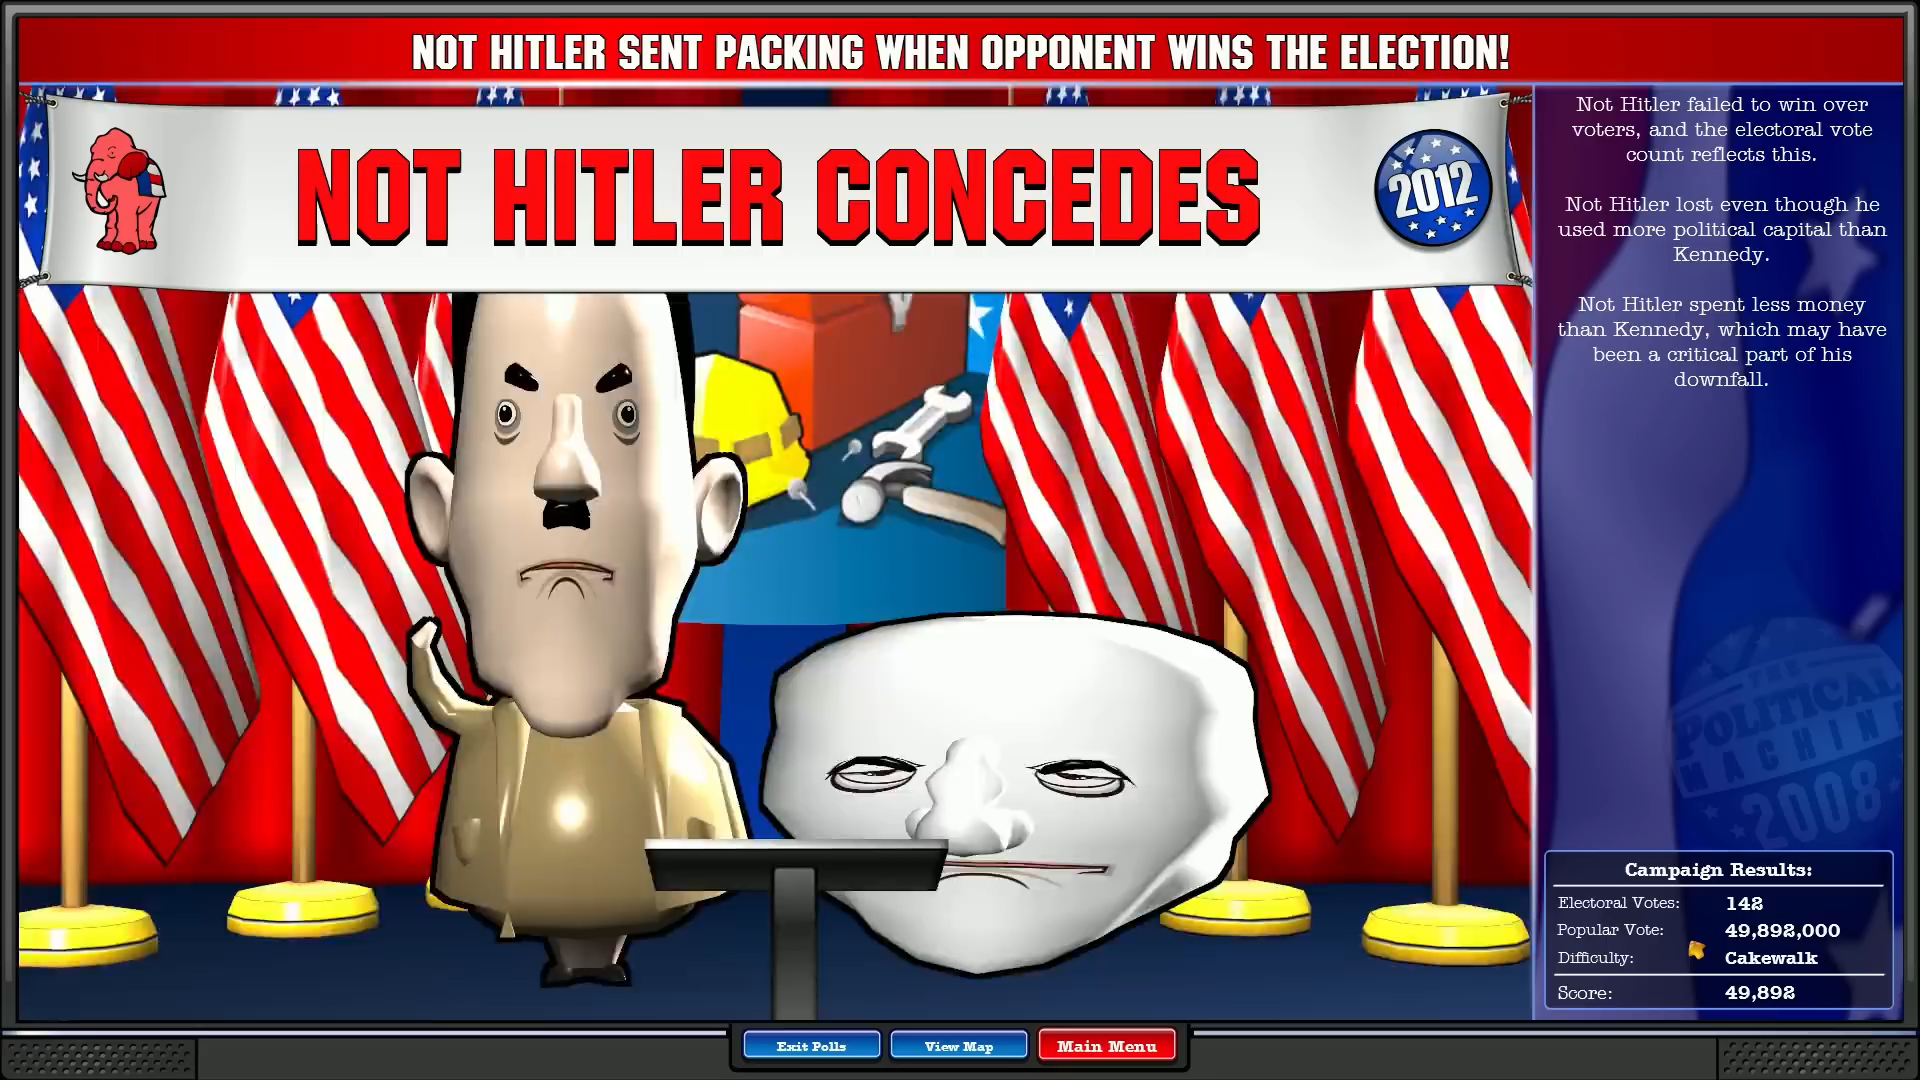 NOT HITLER SENT PACKING WHEN OPPONENT WINS THE ELECTION!
NOT HITLER CONCEDES
2012
Not Hitler failed to win over
voters, and the electoral vote
count reflects this.
Not Hitler lost even though he
used more political capital than
Kennedy.
Not Hitler spent less money
than Kennedy, which may have
been a critical part of his
downfall.
THE
POLITICAL
MACHINE
2008
Campaign Results:
Electoral Votes: 142
Popular Vote: 49,892,000
Difficulty: Cakewalk
Score: 49,892
Exit Polls
View Map
Main Menu